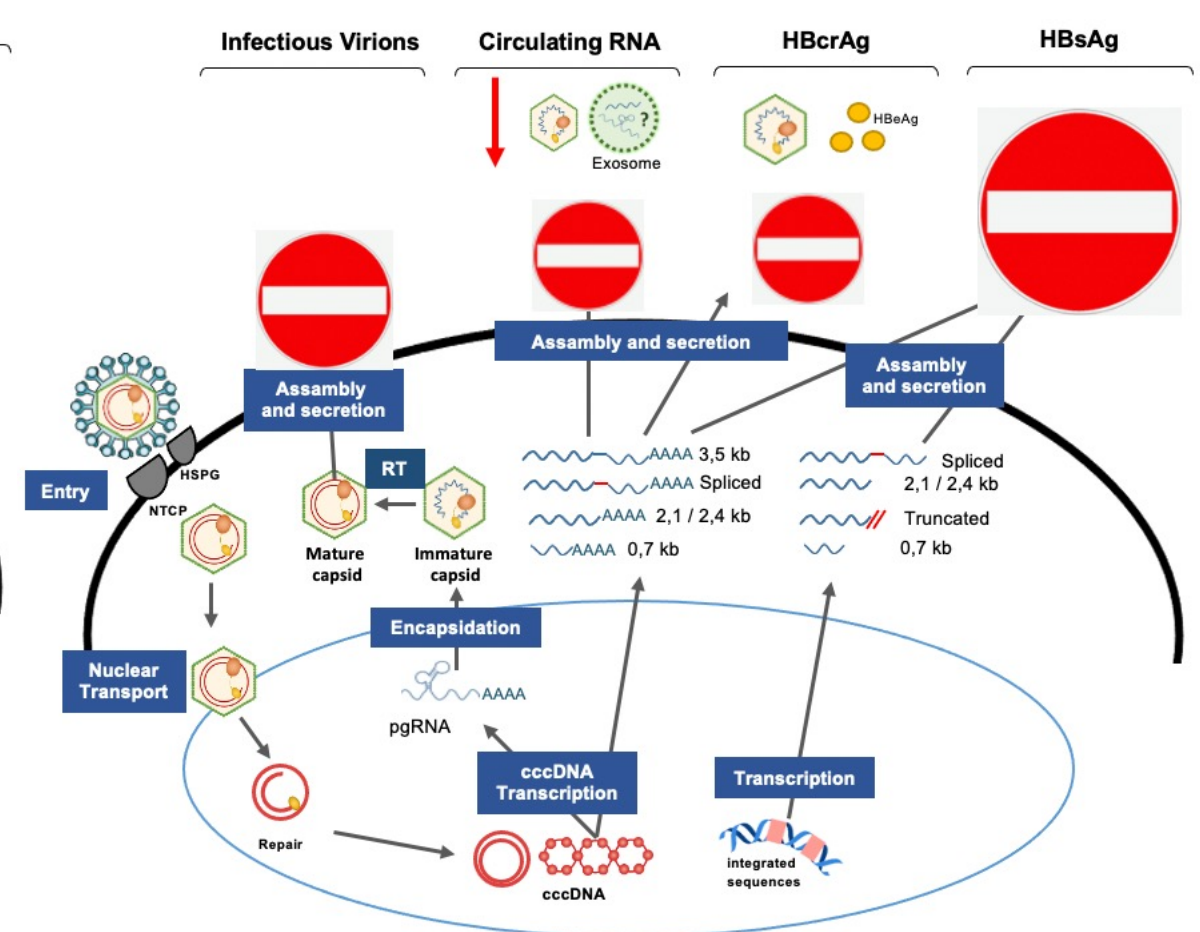 Infectious Virions
Circulating RNA
HBcrAg
HBsAg
?
Exosome
HBeAg
Assembly and secretion
Assambly
and secretion
Assambly
and secretion
Entry
HSPG
NTCP
RT
Mature
capsid
Immature
capsid
AAAA 3,5 kb
AAAA Spliced
AAAA 2,1 / 2,4 kb
AAAA 0,7 kb
Spliced
2,1 / 2,4 kb
Truncated
0,7 kb
Encapsidation
Nuclear
Transport
AAAA
pgRNA
cccDNA
Transcription
Transcription
Repair
cccDNA
integrated
sequences